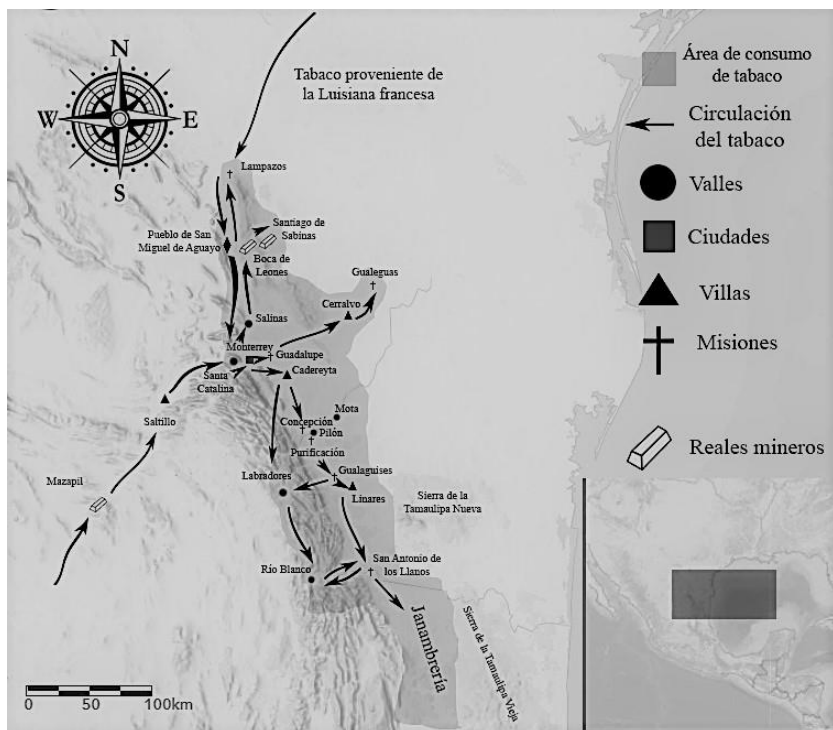 N
W
E
S
Tabaco proveniente de
la Luisiana francesa
Lampazos
Pueblo de San
Miguel de Aguayo
Santiago de
Sabinas
Boca de
Leones
Gualeguas
Cerralvo
Salinas
Monterrey
Guadalupe
Santa
Catalina
Cadereyta
Saltillo
Mota
Concepción
Pilón
Purificación
Mazapil
Labradores
Gualaguises
Linares
Sierra de la
Tamaulipa Nueva
Río Blanco
San Antonio de
los Llanos
Janambrería
Sierra de la Tamaulipa Vieja
0 50 100km
Área de consumo
de tabaco
Circulación
del tabaco
Valles
Ciudades
Villas
Misiones
Reales mineros